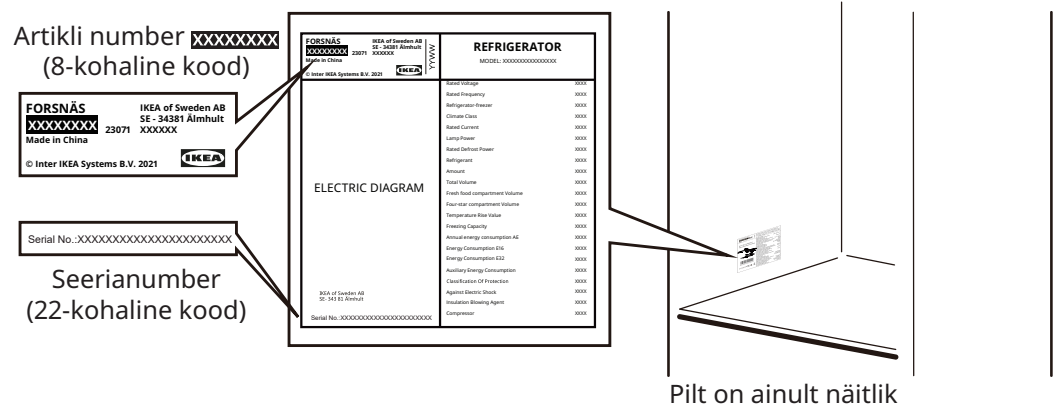 Artikli number XXXXXXXX
(8-kohaline kood)
FORSNÄS
IKEA of Sweden AB
SE - 34381 Älmhult
XXXXXXXX 23071 XXXXXX
Made in China
© Inter IKEA Systems B.V. 2021
IKEA
Serial No.:XXXXXXXXXXXXXXXXXXXXXX
Seerianumber
(22-kohaline kood)
FORSNÄS
IKEA of Sweden AB
SE - 34381 Älmhult
XXXXXXXX 23071 XXXXXX
Made in China
© Inter IKEA Systems B.V. 2021
IKEA
YYWW
REFRIGERATOR
MODEL: XXXXXXXXXXXXXXX
ELECTRIC DIAGRAM
IKEA of Sweden AB
SE- 343 81 Älmhult
Serial No.:XXXXXXXXXXXXXXXXXXXXXX
Rated Voltage XXXX
Rated Frequency XXXX
Refrigerator-freezer XXXX
Climate Class XXXX
Rated Current XXXX
Lamp Power XXXX
Rated Defrost Power XXXX
Refrigerant XXXX
Amount XXXX
Total Volume XXXX
Fresh food compartment Volume XXXX
Four-star compartment Volume XXXX
Temperature Rise Value XXXX
Freezing Capacity XXXX
Annual energy consumption AE XXXX
Energy Consumption E16 XXXX
Energy Consumption E32 XXXX
Auxiliary Energy Consumption XXXX
Classification Of Protection XXXX
Against Electric Shock XXXX
Insulation Blowing Agent XXXX
Compressor XXXX
Pilt on ainult näitlik